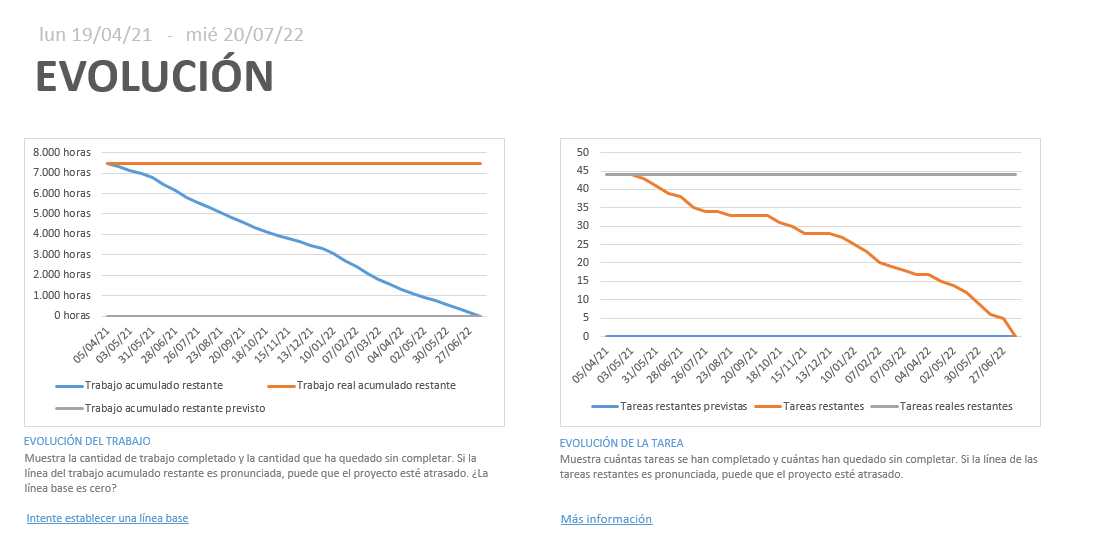 lun 19/04/21 - mié 20/07/22
EVOLUCIÓN
8.000 horas
7.000 horas
6.000 horas
5.000 horas
4.000 horas
3.000 horas
2.000 horas
1.000 horas
0 horas
05/04/21
03/05/21
31/05/21
28/06/21
26/07/21
23/08/21
20/09/21
18/10/21
15/11/21
13/12/21
10/01/22
07/02/22
07/03/22
04/04/22
02/05/22
30/05/22
27/06/22
Trabajo acumulado restante
Trabajo real acumulado restante
Trabajo acumulado restante previsto
EVOLUCIÓN DEL TRABAJO
Muestra la cantidad de trabajo completado y la cantidad que ha quedado sin completar. Si la
línea del trabajo acumulado restante es pronunciada, puede que el proyecto esté atrasado. ¿La
línea base es cero?
Intente establecer una línea base
50
45
40
35
30
25
20
15
10
5
0
05/04/21
03/05/21
31/05/21
28/06/21
26/07/21
23/08/21
20/09/21
18/10/21
15/11/21
13/12/21
10/01/22
07/02/22
07/03/22
04/04/22
02/05/22
30/05/22
27/06/22
Tareas restantes previstas
Tareas restantes
Tareas reales restantes
EVOLUCIÓN DE LA TAREA
Muestra cuántas tareas se han completado y cuántas han quedado sin completar. Si la línea de las
tareas restantes es pronunciada, puede que el proyecto esté atrasado.
Más información